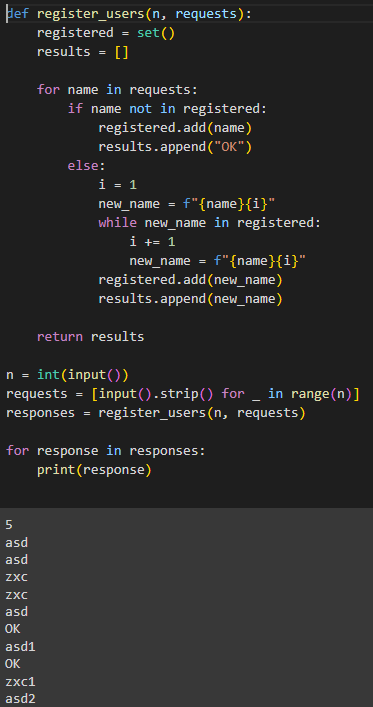 def register_users(n, requests):
    registered = set()
    results = []

    for name in requests:
        if name not in registered:
            registered.add(name)
            results.append("OK")
        else:
            i = 1
            new_name = f"{name}{i}"
            while new_name in registered:
                i += 1
                new_name = f"{name}{i}"
            registered.add(new_name)
            results.append(new_name)

    return results

n = int(input())
requests = [input().strip() for _ in range(n)]
responses = register_users(n, requests)

for response in responses:
    print(response)

5
asd
asd
zxc
zxc
asd
OK
asd1
OK
zxc1
asd2